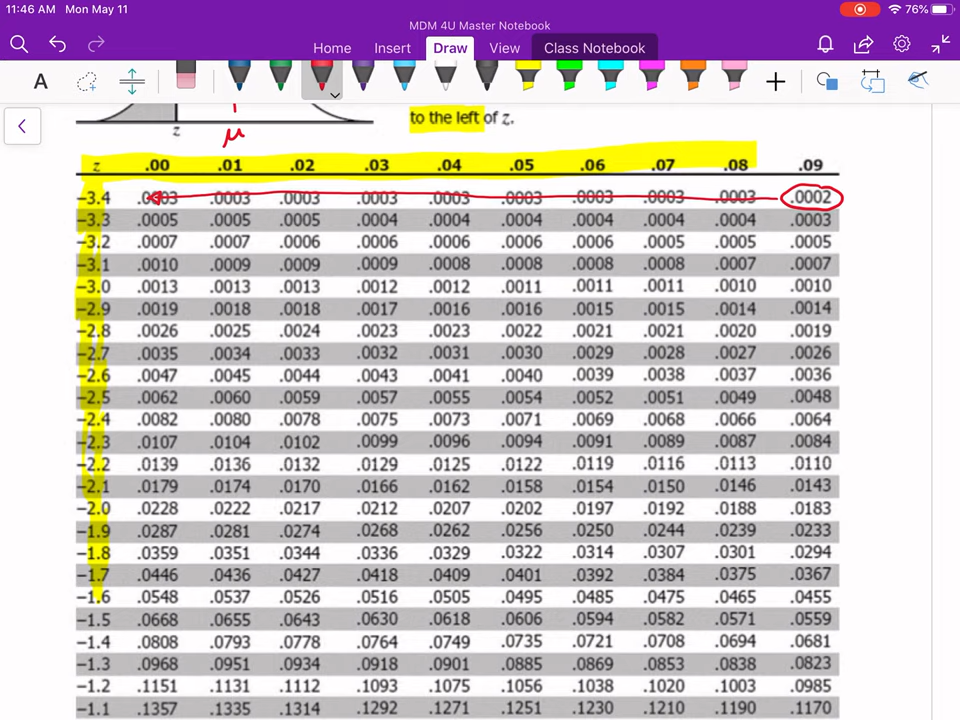 11:46 AM Mon May 11
76%
MDM 4U Master Notebook
Home Insert Draw View Class Notebook
A
to the left of z.
z
μ
z .00 .01 .02 .03 .04 .05 .06 .07 .08 .09
−3.4 .0003 .0003 .0003 .0003 .0003 .0003 .0003 .0003 .0003 .0002
−3.3 .0005 .0005 .0005 .0004 .0004 .0004 .0004 .0004 .0004 .0003
−3.2 .0007 .0007 .0006 .0006 .0006 .0006 .0006 .0005 .0005 .0005
−3.1 .0010 .0009 .0009 .0009 .0008 .0008 .0008 .0008 .0007 .0007
−3.0 .0013 .0013 .0013 .0012 .0012 .0011 .0011 .0011 .0010 .0010
−2.9 .0019 .0018 .0018 .0017 .0016 .0016 .0015 .0015 .0014 .0014
−2.8 .0026 .0025 .0024 .0023 .0023 .0022 .0021 .0021 .0020 .0019
−2.7 .0035 .0034 .0033 .0032 .0031 .0030 .0029 .0028 .0027 .0026
−2.6 .0047 .0045 .0044 .0043 .0041 .0040 .0039 .0038 .0037 .0036
−2.5 .0062 .0060 .0059 .0057 .0055 .0054 .0052 .0051 .0049 .0048
−2.4 .0082 .0080 .0078 .0075 .0073 .0071 .0069 .0068 .0066 .0064
−2.3 .0107 .0104 .0102 .0099 .0096 .0094 .0091 .0089 .0087 .0084
−2.2 .0139 .0136 .0132 .0129 .0125 .0122 .0119 .0116 .0113 .0110
−2.1 .0179 .0174 .0170 .0166 .0162 .0158 .0154 .0150 .0146 .0143
−2.0 .0228 .0222 .0217 .0212 .0207 .0202 .0197 .0192 .0188 .0183
−1.9 .0287 .0281 .0274 .0268 .0262 .0256 .0250 .0244 .0239 .0233
−1.8 .0359 .0351 .0344 .0336 .0329 .0322 .0314 .0307 .0301 .0294
−1.7 .0446 .0436 .0427 .0418 .0409 .0401 .0392 .0384 .0375 .0367
−1.6 .0548 .0537 .0526 .0516 .0505 .0495 .0485 .0475 .0465 .0455
−1.5 .0668 .0655 .0643 .0630 .0618 .0606 .0594 .0582 .0571 .0559
−1.4 .0808 .0793 .0778 .0764 .0749 .0735 .0721 .0708 .0694 .0681
−1.3 .0968 .0951 .0934 .0918 .0901 .0885 .0869 .0853 .0838 .0823
−1.2 .1151 .1131 .1112 .1093 .1075 .1056 .1038 .1020 .1003 .0985
−1.1 .1357 .1335 .1314 .1292 .1271 .1251 .1230 .1210 .1190 .1170